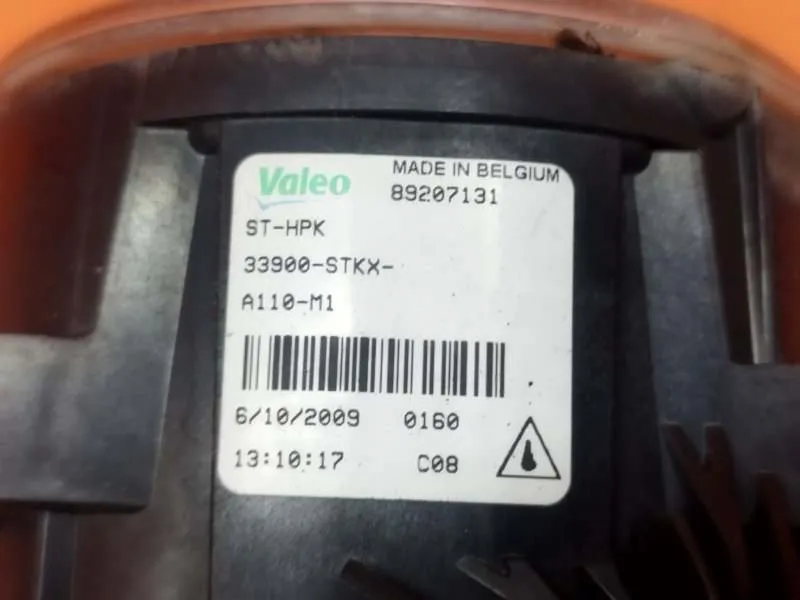 Valeo
MADE IN BELGIUM
89207131
ST-HPK
33900-STKX-
A110-M1
6/10/2009 0160
13:10:17 C08